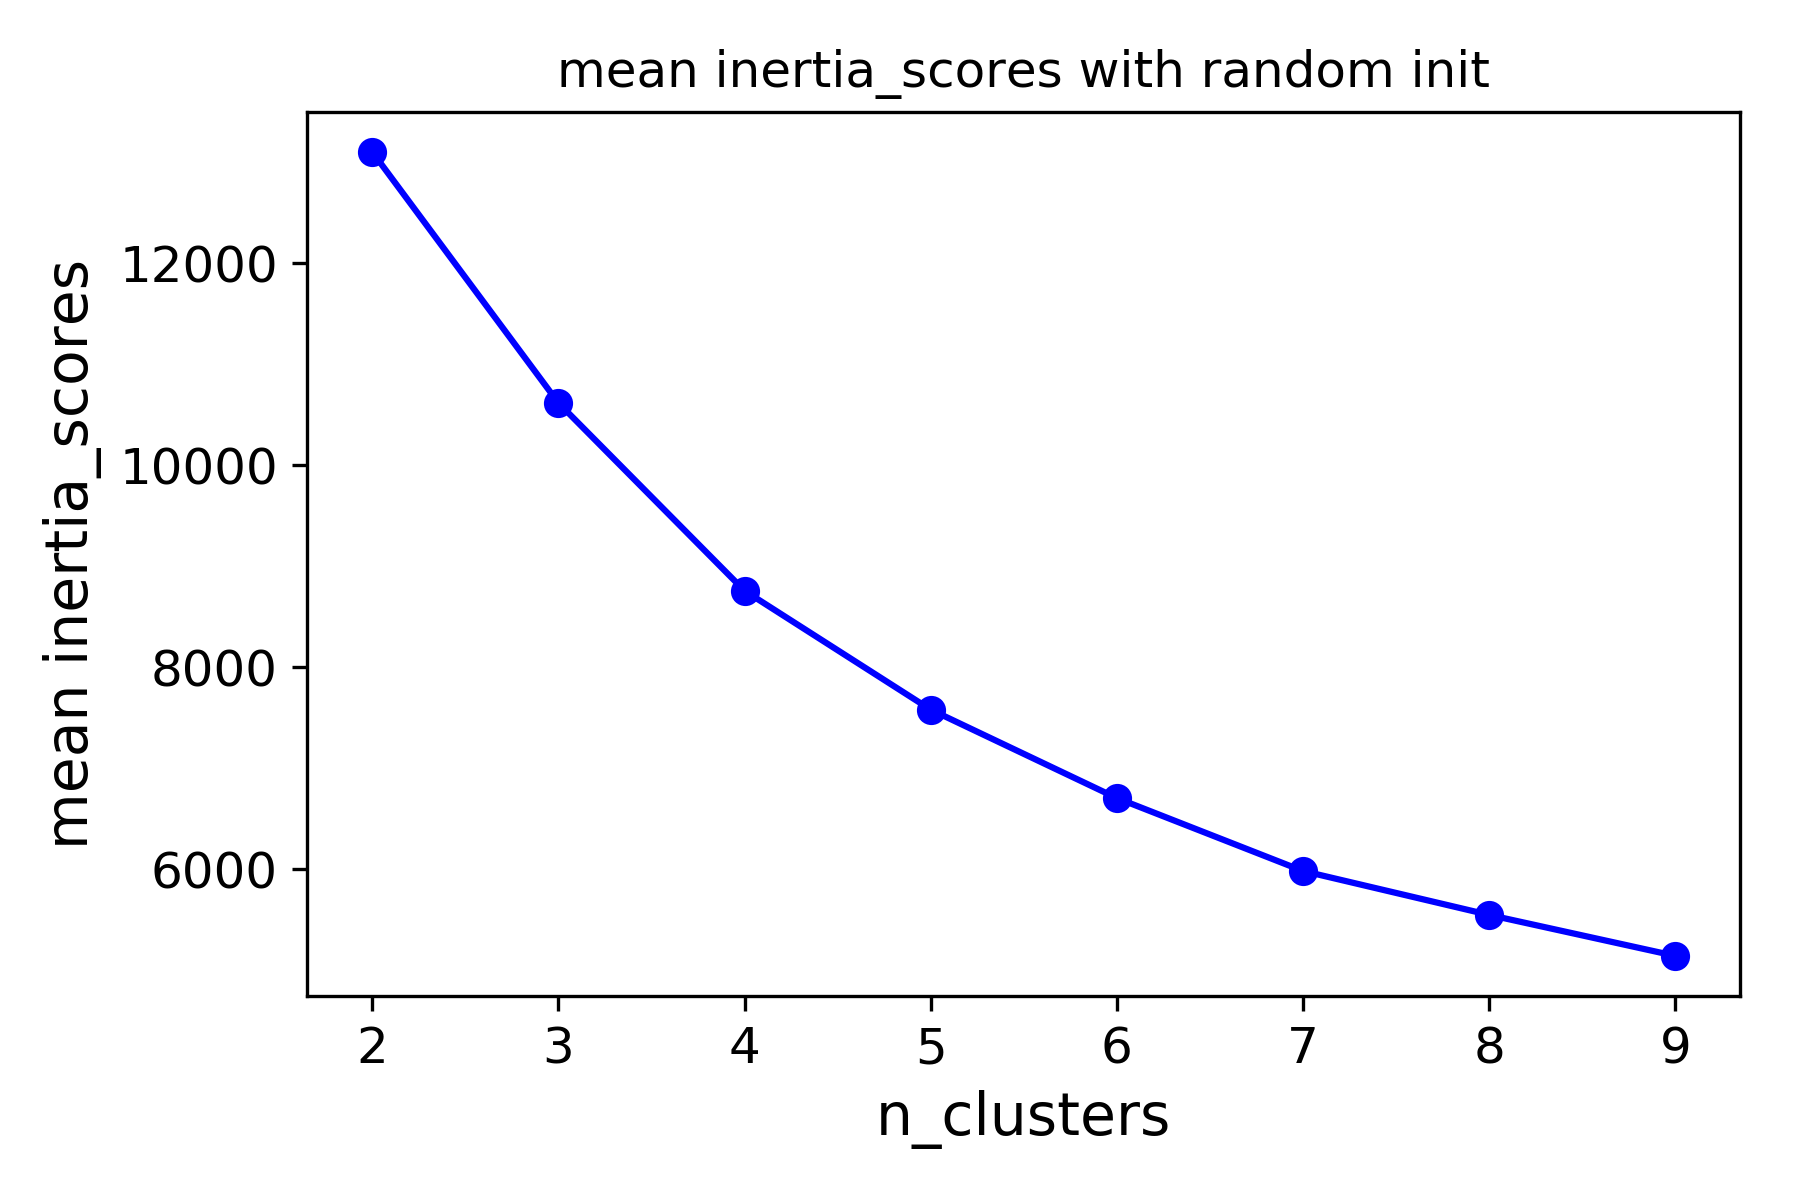 mean inertia_scores with random init
mean inertia_scores
12000
10000
8000
6000
2 3 4 5 6 7 8 9
n_clusters